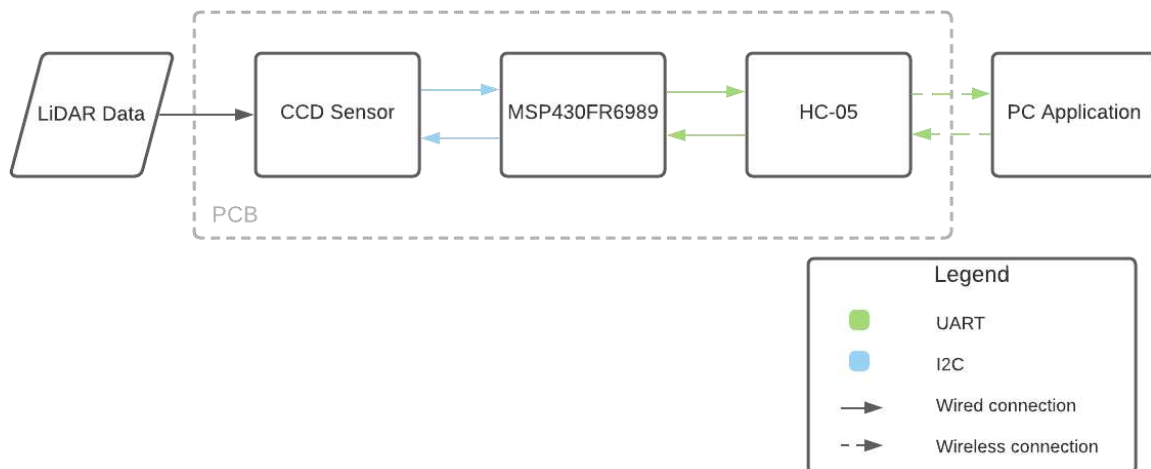 LiDAR Data
CCD Sensor
MSP430FR6989
HC-05
PC Application
PCB
Legend
UART
I2C
Wired connection
Wireless connection